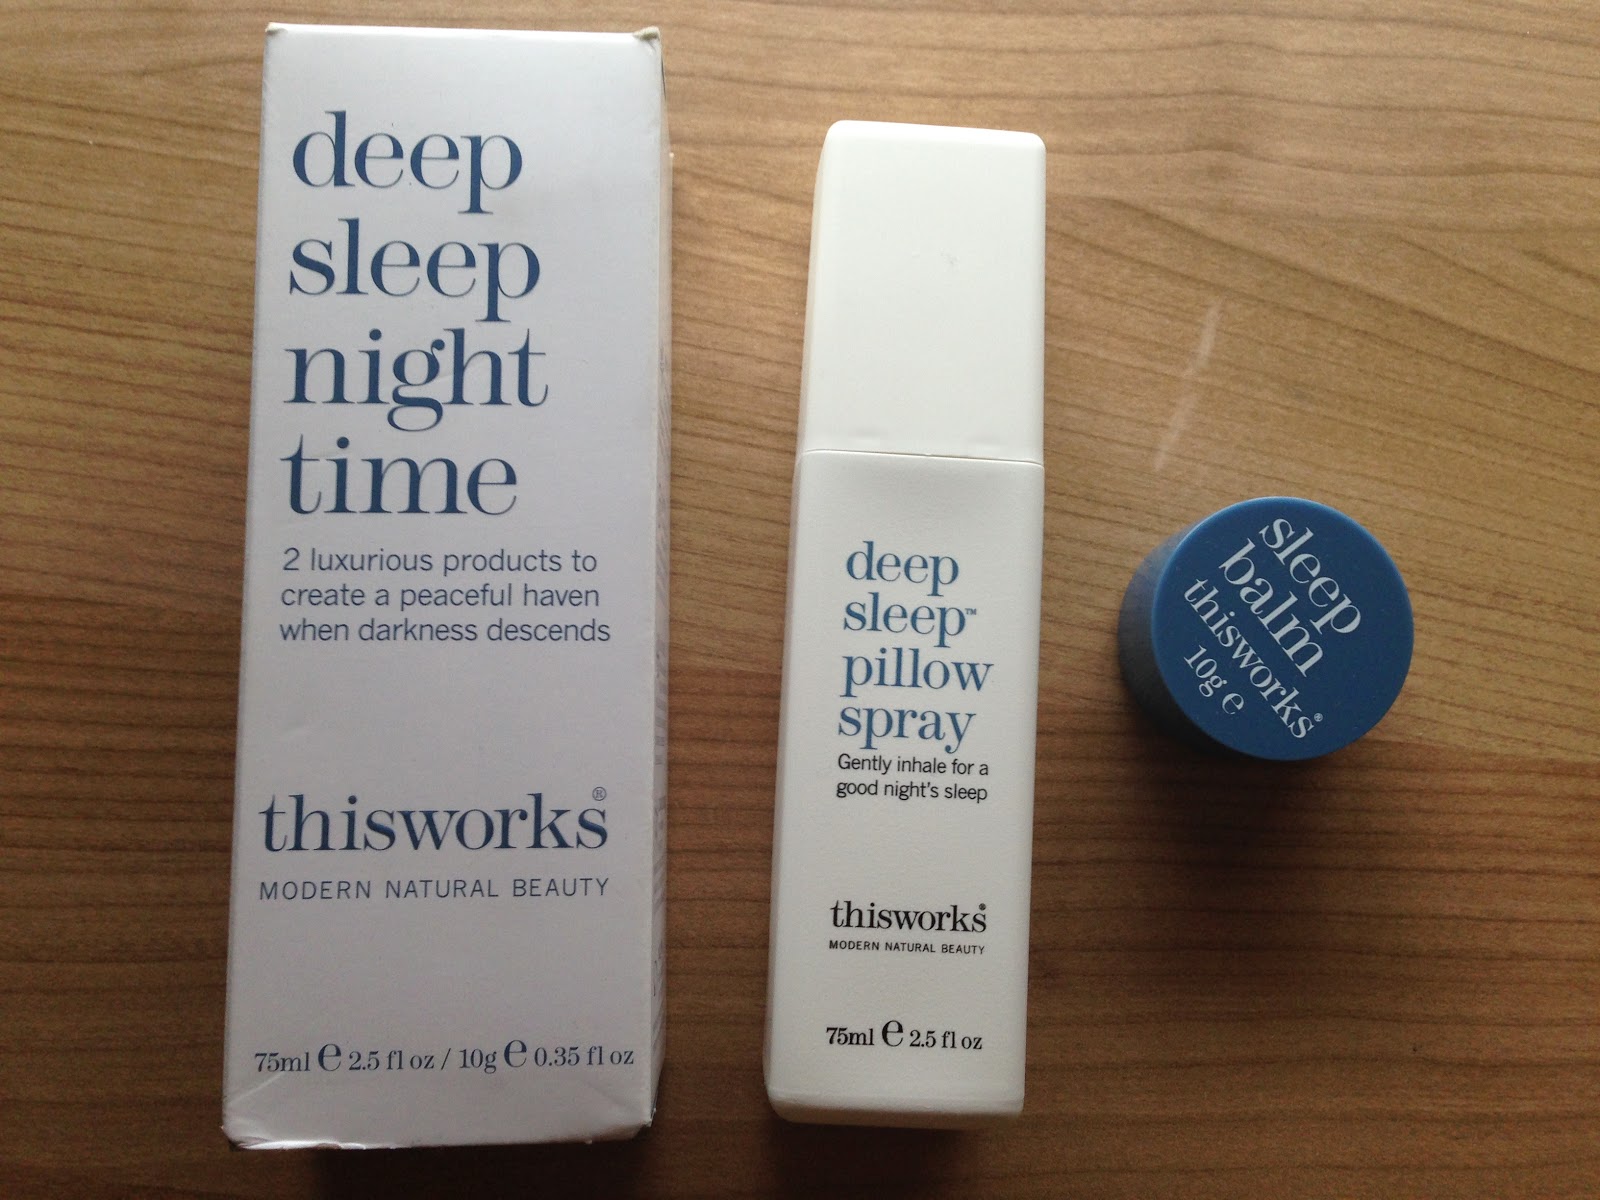 deep
sleep
night
time
2 luxurious products to
create a peaceful haven
when darkness descends
thisworks®
MODERN NATURAL BEAUTY
75ml e 2.5 fl oz / 10g e 0.35 fl oz
deep
sleep™
pillow
spray
Gently inhale for a
good night's sleep
thisworks®
MODERN NATURAL BEAUTY
75ml e 2.5 fl oz
sleep
balm
thisworks®
10g e